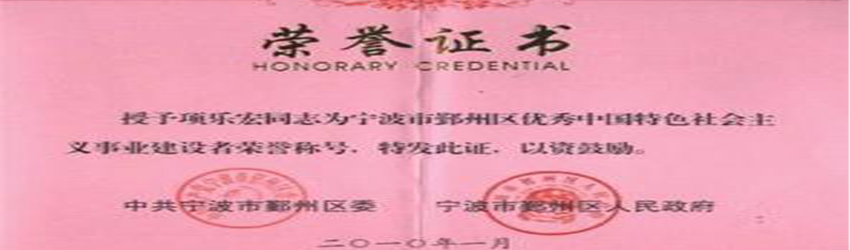 荣誉证书
HONORARY CREDENTIAL
授予项乐宏同志为宁波市鄞州区优秀中国特色社会主
义事业建设者荣誉称号，特发此证，以资鼓励。
中共宁波市鄞州区委 宁波市鄞州区人民政府
二〇一〇年一月